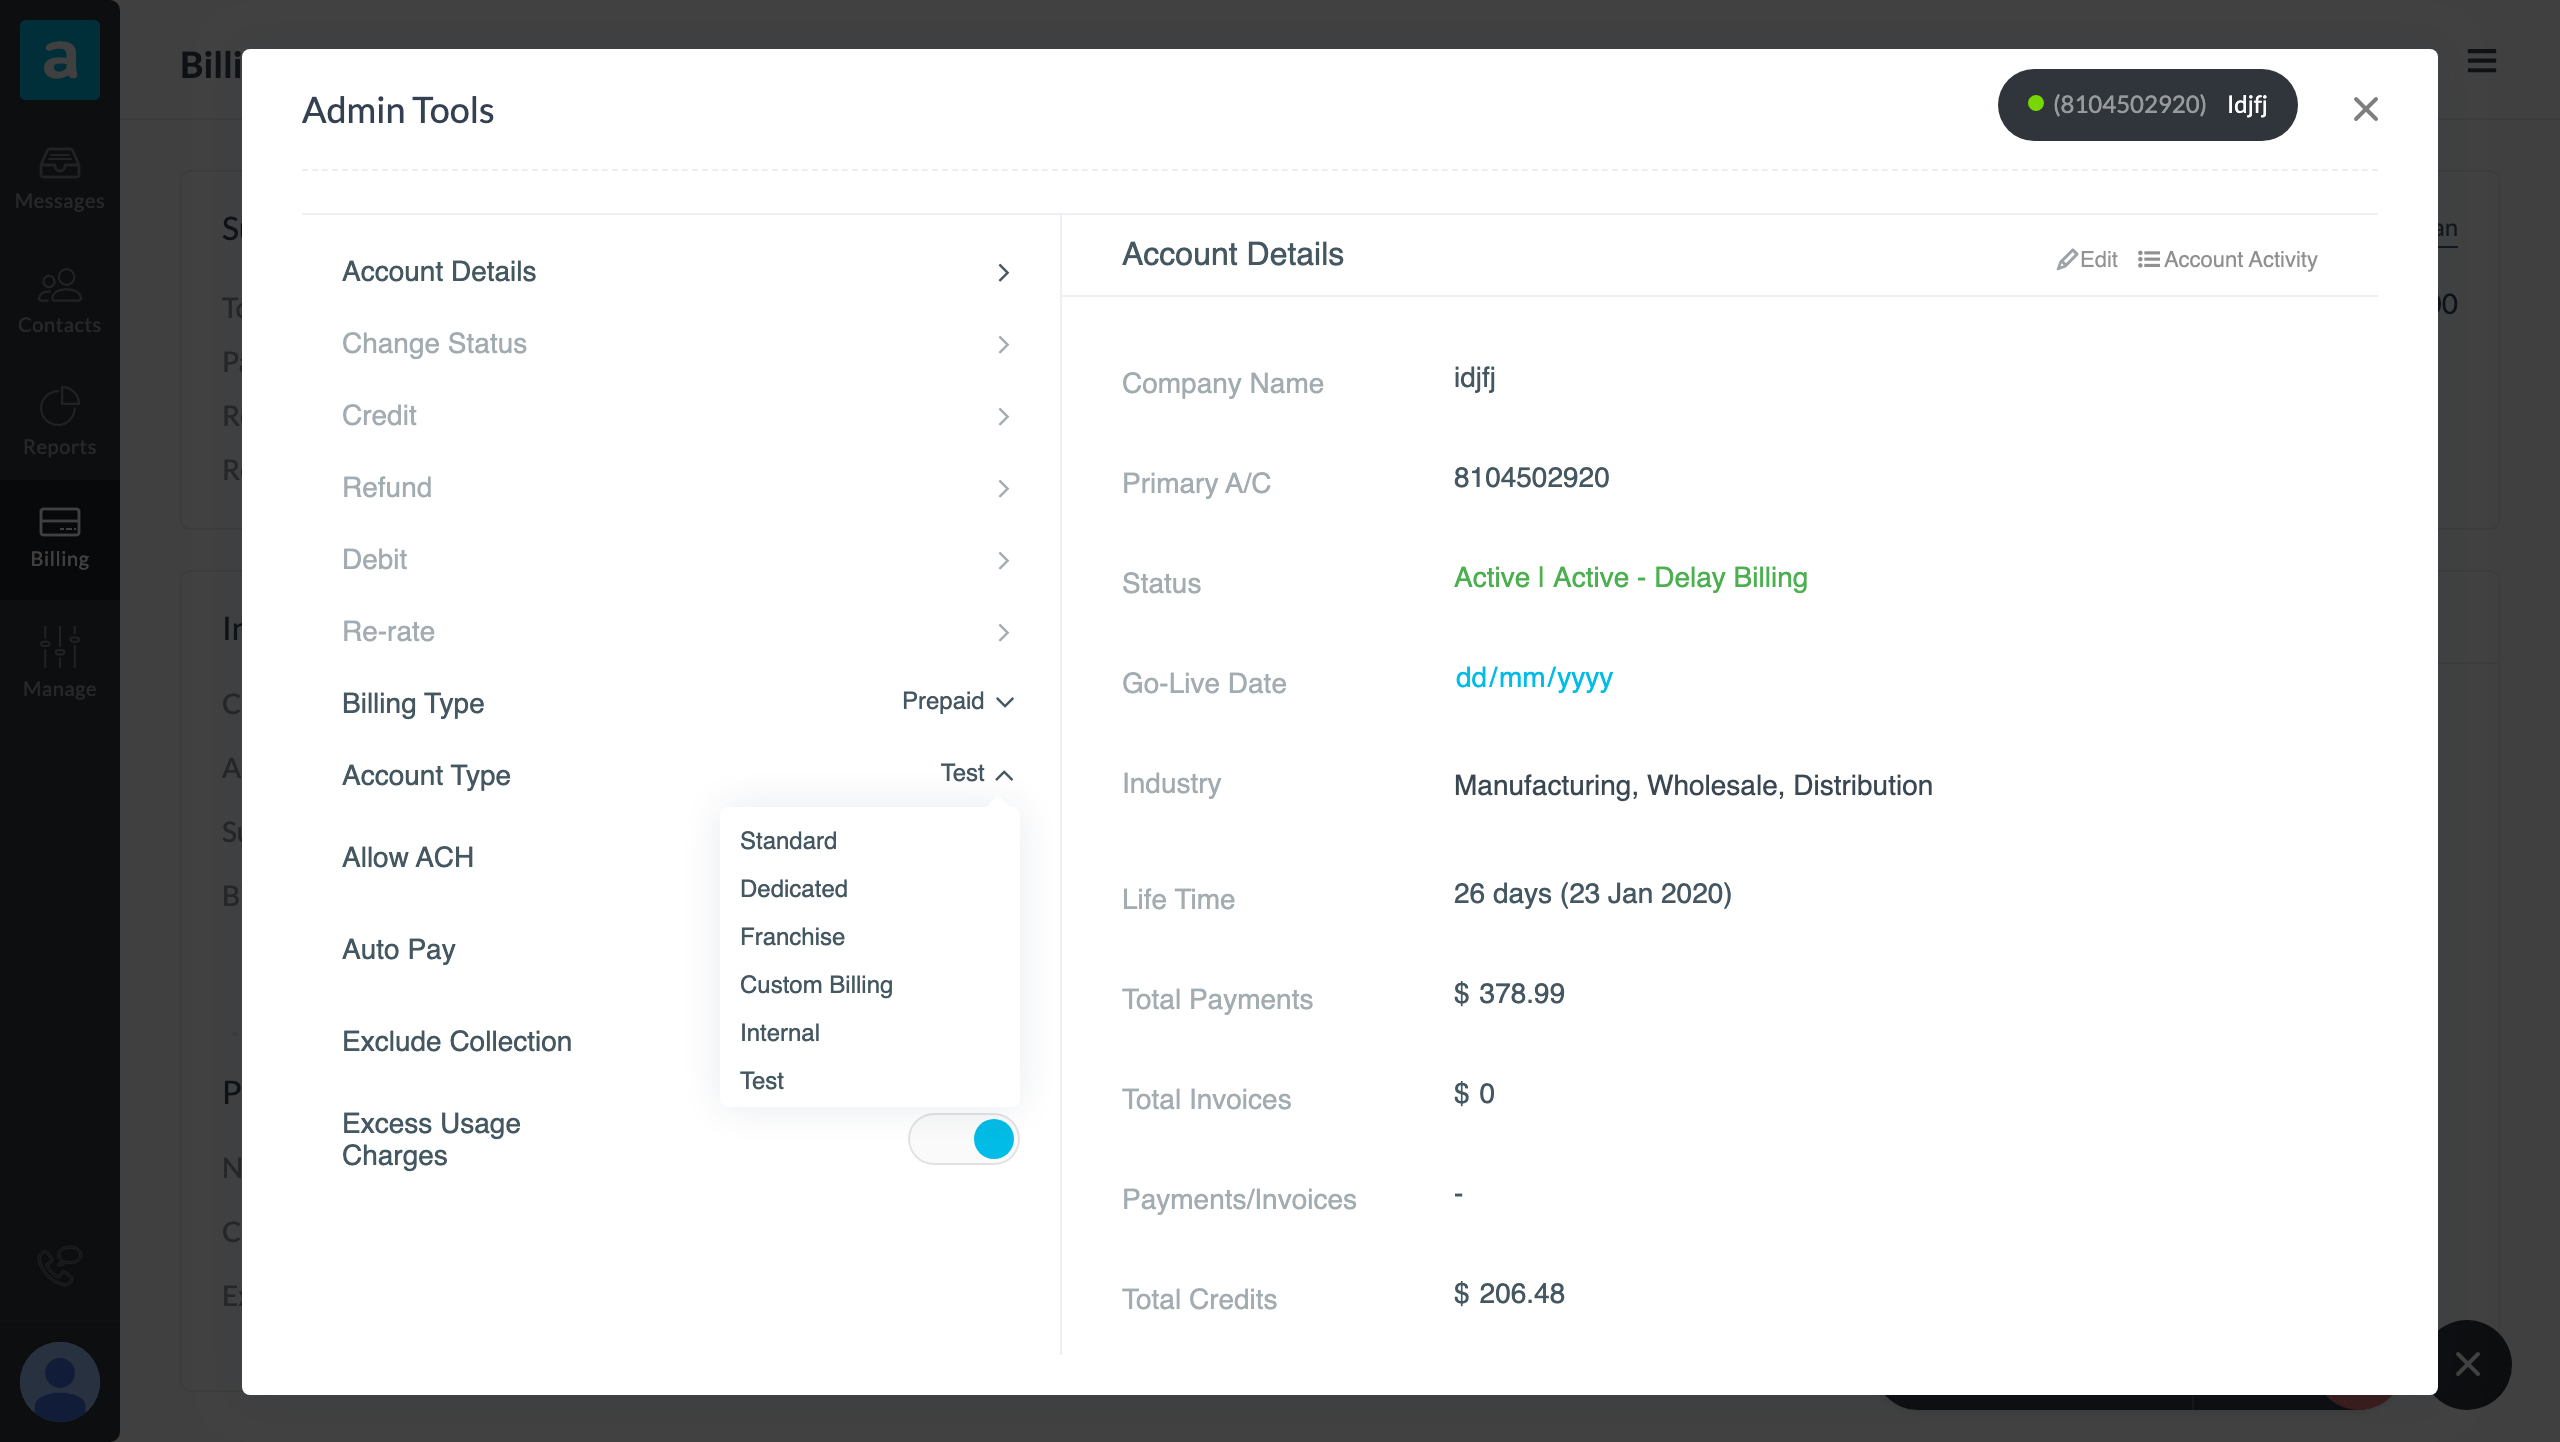 a
Messages
Contacts
Reports
Billing
Manage
Admin Tools
(8104502920) Idjfj
Account Details
Change Status
Credit
Refund
Debit
Re-rate
Billing Type Prepaid
Account Type Test
Standard
Dedicated
Franchise
Custom Billing
Internal
Test
Allow ACH
Auto Pay
Exclude Collection
Excess Usage
Charges
Account Details
Edit Account Activity
Company Name idjfj
Primary A/C 8104502920
Status Active | Active - Delay Billing
Go-Live Date dd/mm/yyyy
Industry Manufacturing, Wholesale, Distribution
Life Time 26 days (23 Jan 2020)
Total Payments $ 378.99
Total Invoices $ 0
Payments/Invoices -
Total Credits $ 206.48